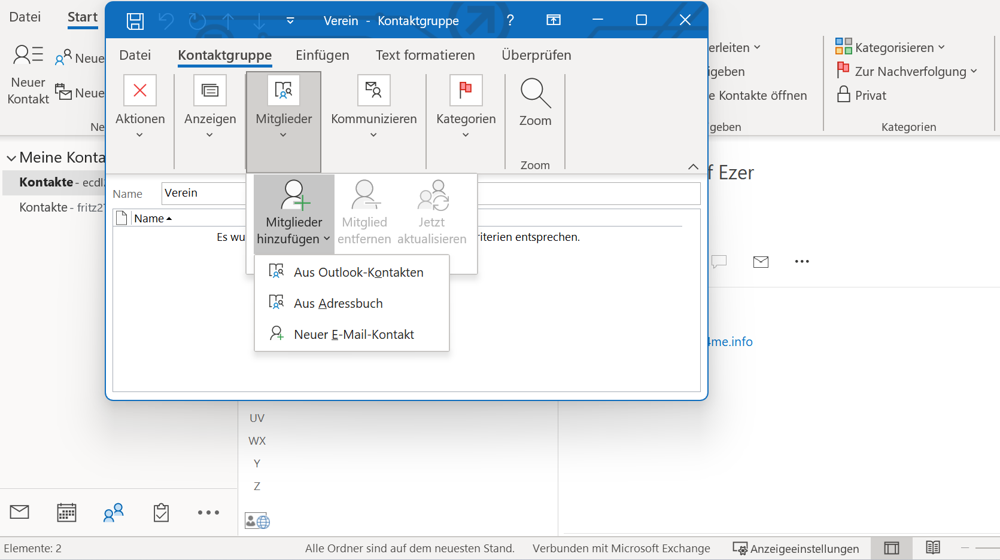 Datei
Start
Verein - Kontaktgruppe
?
Datei
Kontaktgruppe
Einfügen
Text formatieren
Überprüfen
Neuer
Kontakt
Neue
Neue
Ne
Aktionen
Anzeigen
Mitglieder
Kommunizieren
Kategorien
Zoom
Zoom
erleiten
igeben
e Kontakte öffnen
geben
Kategorisieren
Zur Nachverfolgung
Privat
Kategorien
Meine Konta
Kontakte - ecdl
Kontakte - fritz2
Name
Verein
Name
Es wu
riterien entsprechen.
Mitglieder
hinzufügen
Mitglied
entfernen
Jetzt
aktualisieren
Aus Outlook-Kontakten
Aus Adressbuch
Neuer E-Mail-Kontakt
f Ezer
4me.info
UV
WX
Y
Z
Elemente: 2
Alle Ordner sind auf dem neuesten Stand.
Verbunden mit Microsoft Exchange
Anzeigeeinstellungen